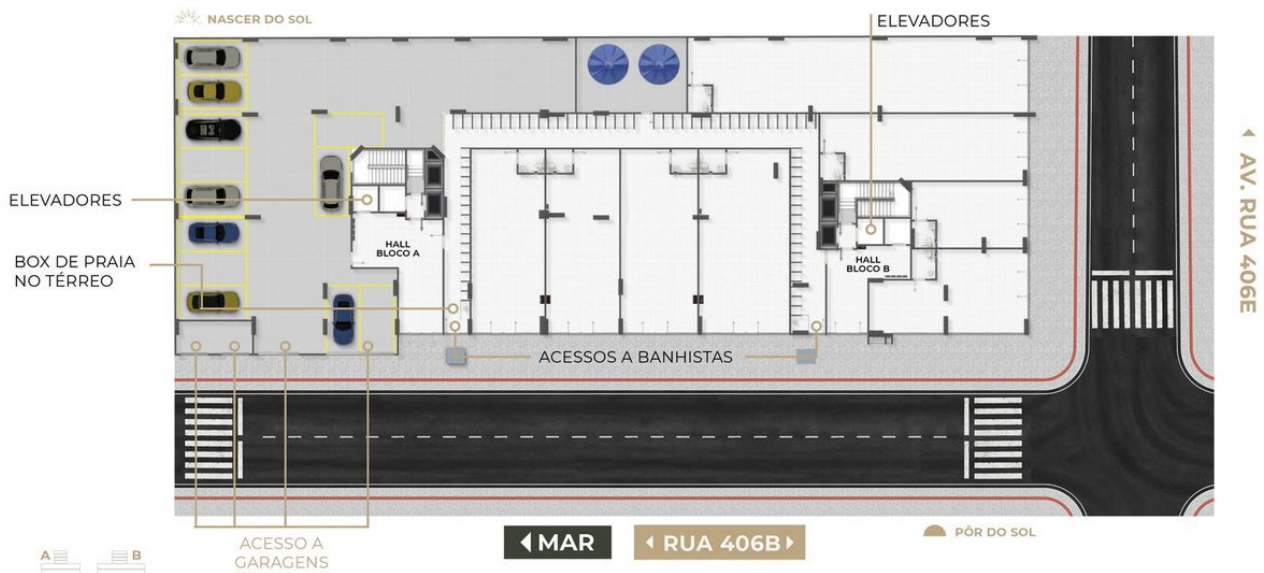 NASCER DO SOL
ELEVADORES
ELEVADORES
BOX DE PRAIA
NO TÉRREO
HALL
BLOCO A
HALL
BLOCO B
AV. RUA 406E
ACESSOS A BANHISTAS
ACESSO A
GARAGENS
MAR
RUA 406B
PÔR DO SOL
A
B